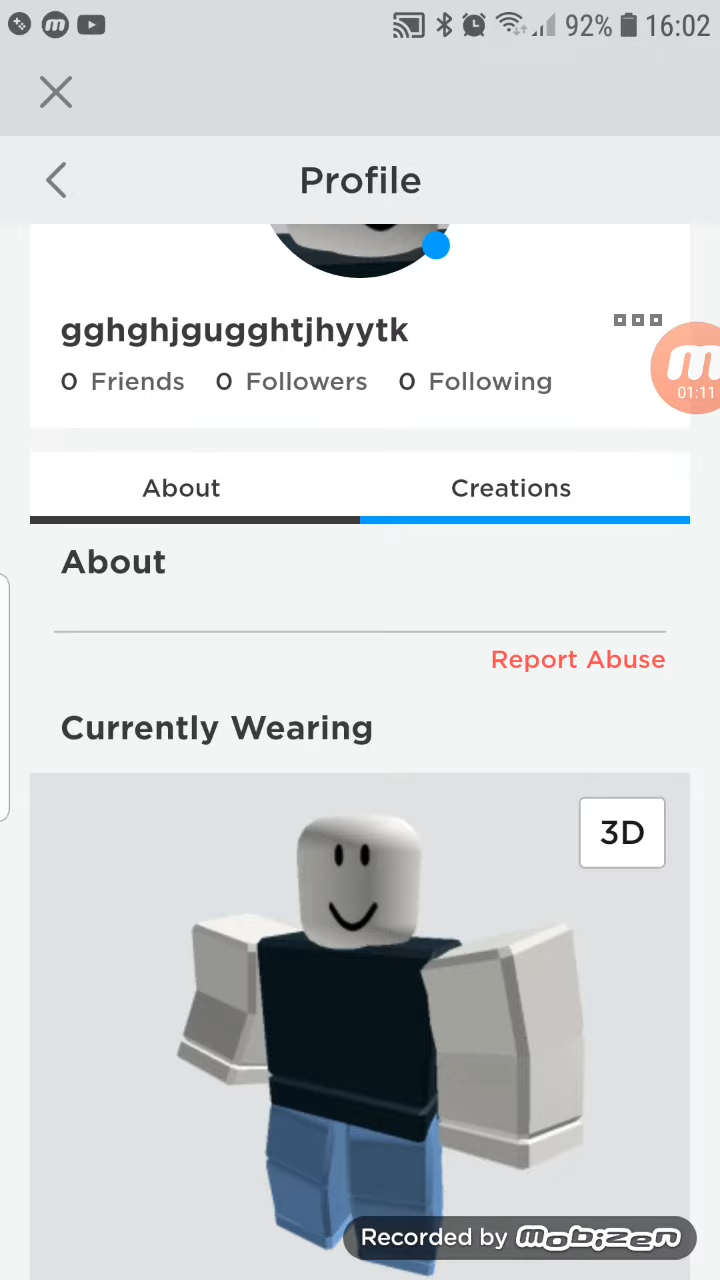 92% 16:02
Profile
gghghjgugghtjhyytk
0 Friends 0 Followers 0 Following
01:11
About Creations
About
Report Abuse
Currently Wearing
3D
Recorded by mobizen